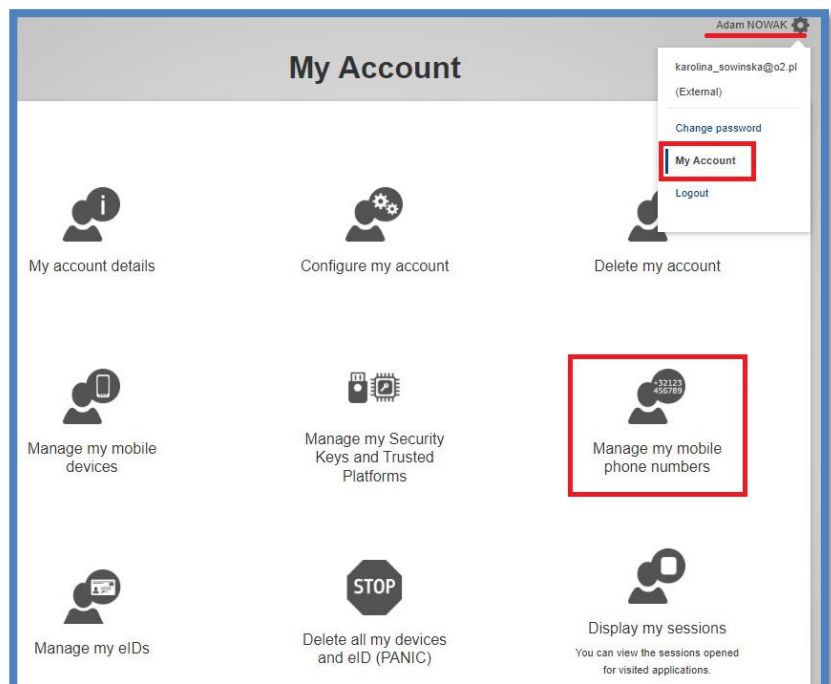 Adam NOWAK
My Account
karolina_sowinska@o2.pl
(External)
Change password
My Account
Logout
My account details
Configure my account
Delete my account
+32123
456789
Manage my mobile
devices
Manage my Security
Keys and Trusted
Platforms
Manage my mobile
phone numbers
STOP
Manage my eIDs
Delete all my devices
and eID (PANIC)
Display my sessions
You can view the sessions opened
for visited applications.